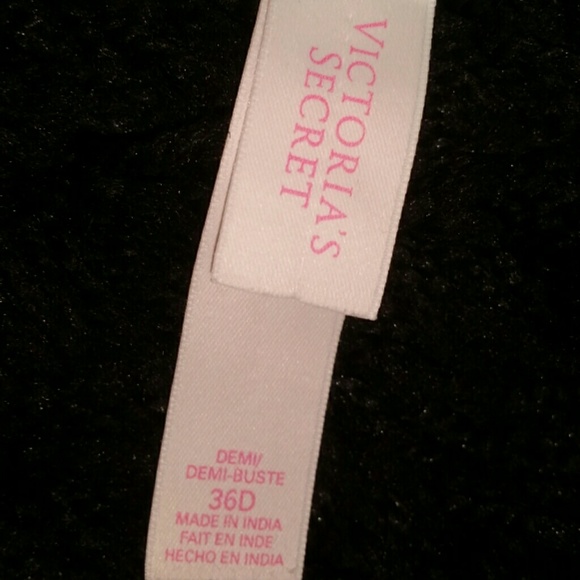 VICTORIA'S
SECRET
DEMI/
DEMI-BUSTE
36D
MADE IN INDIA
FAIT EN INDE
HECHO EN INDIA